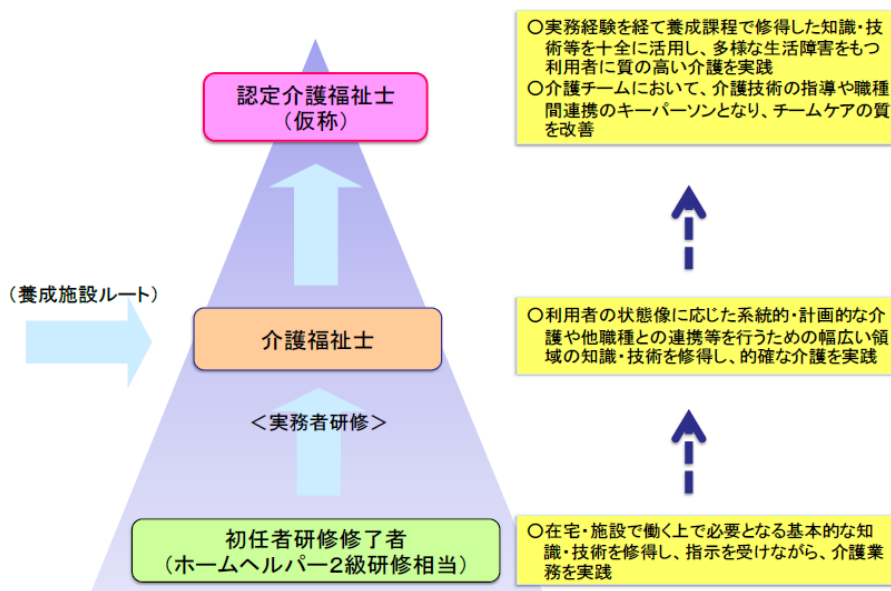 認定介護福祉士
(仮称)
○実務経験を経て養成課程で修得した知識・技
術等を十全に活用し、多様な生活障害をもつ
利用者に質の高い介護を実践
○介護チームにおいて、介護技術の指導や職種
間連携のキーパーソンとなり、チームケアの質
を改善
(養成施設ルート)
介護福祉士
○利用者の状態像に応じた系統的・計画的な介
護や他職種との連携等を行うための幅広い領
域の知識・技術を修得し、的確な介護を実践
<実務者研修>
初任者研修修了者
(ホームヘルパー2級研修相当)
○在宅・施設で働く上で必要となる基本的な知
識・技術を修得し、指示を受けながら、介護業
務を実践